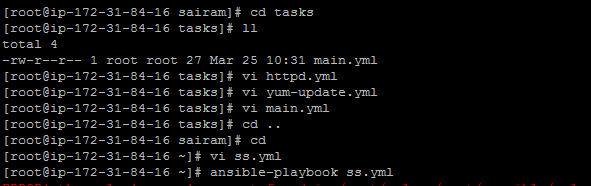 [root@ip-172-31-84-16 sairam]# cd tasks
[root@ip-172-31-84-16 tasks]# ll
total 4
-rw-r--r-- 1 root root 27 Mar 25 10:31 main.yml
[root@ip-172-31-84-16 tasks]# vi httpd.yml
[root@ip-172-31-84-16 tasks]# vi yum-update.yml
[root@ip-172-31-84-16 tasks]# vi main.yml
[root@ip-172-31-84-16 tasks]# cd ..
[root@ip-172-31-84-16 sairam]# cd
[root@ip-172-31-84-16 ~]# vi ss.yml
[root@ip-172-31-84-16 ~]# ansible-playbook ss.yml